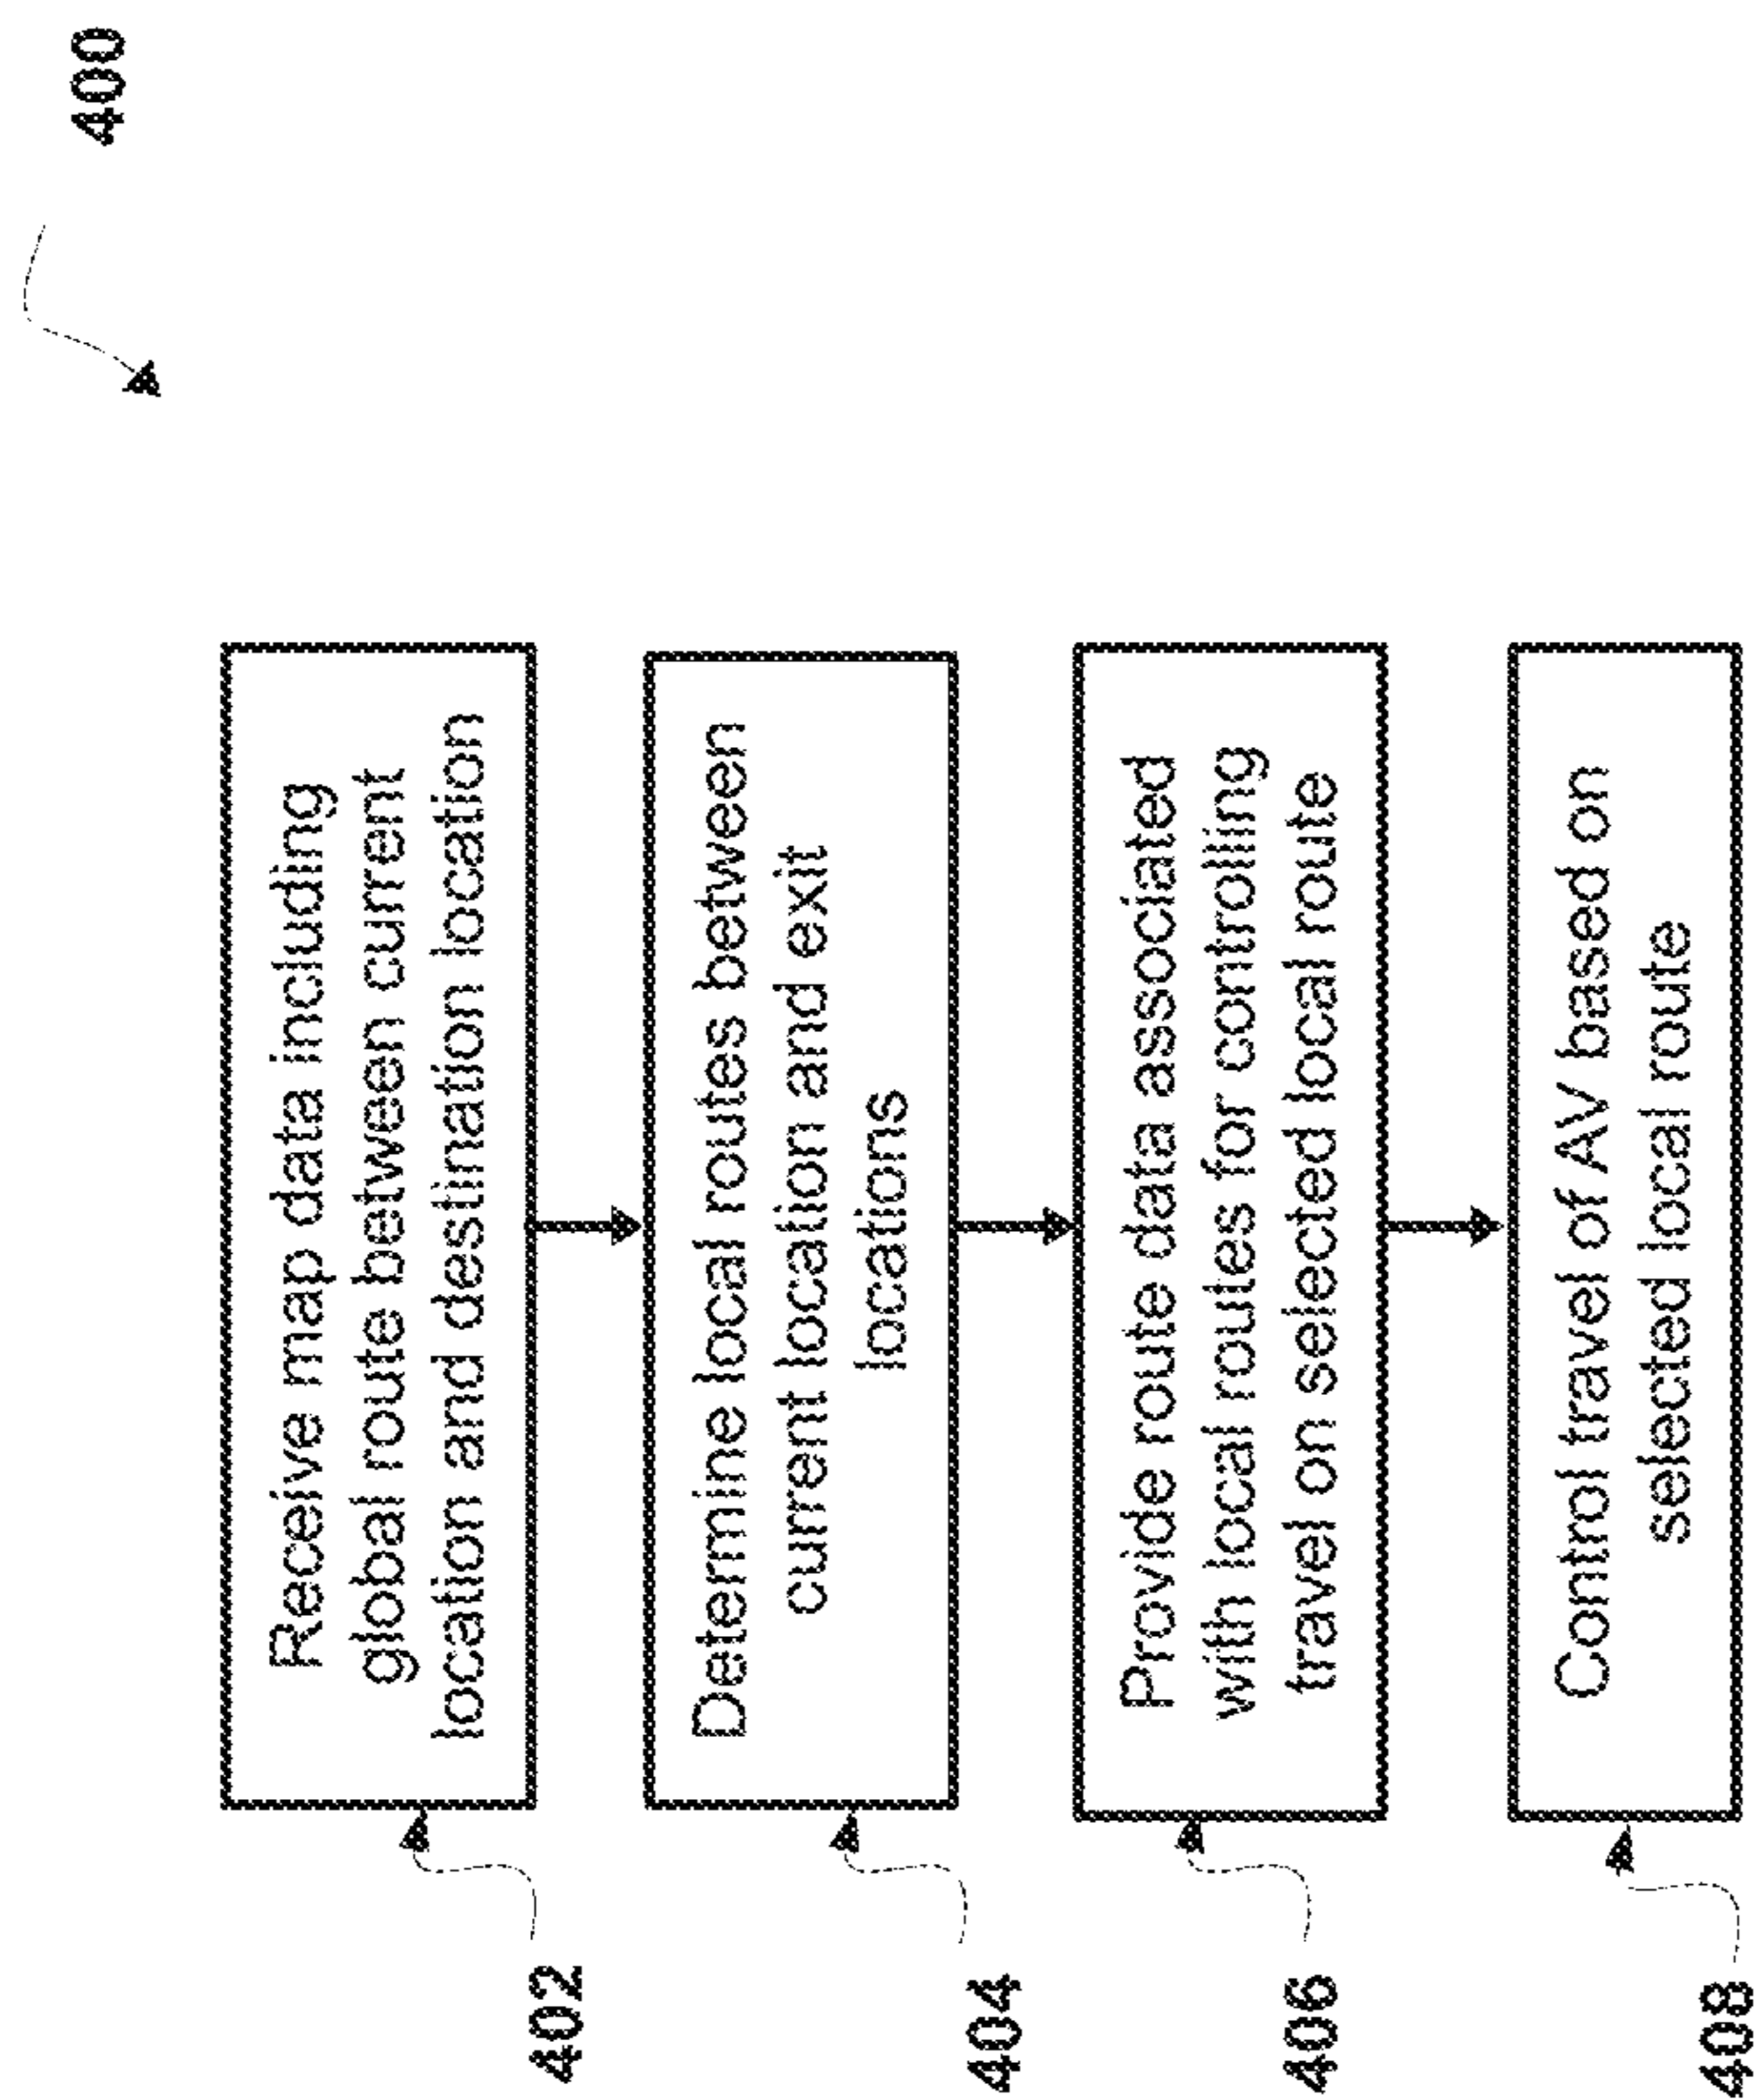 400
402
Receive map data including
global route between current
location and destination location
404
Determine local routes between
current location and exit
locations
406
Provide route data associated
with local routes for controlling
travel on selected local route
408
Control travel of AV based on
selected local route